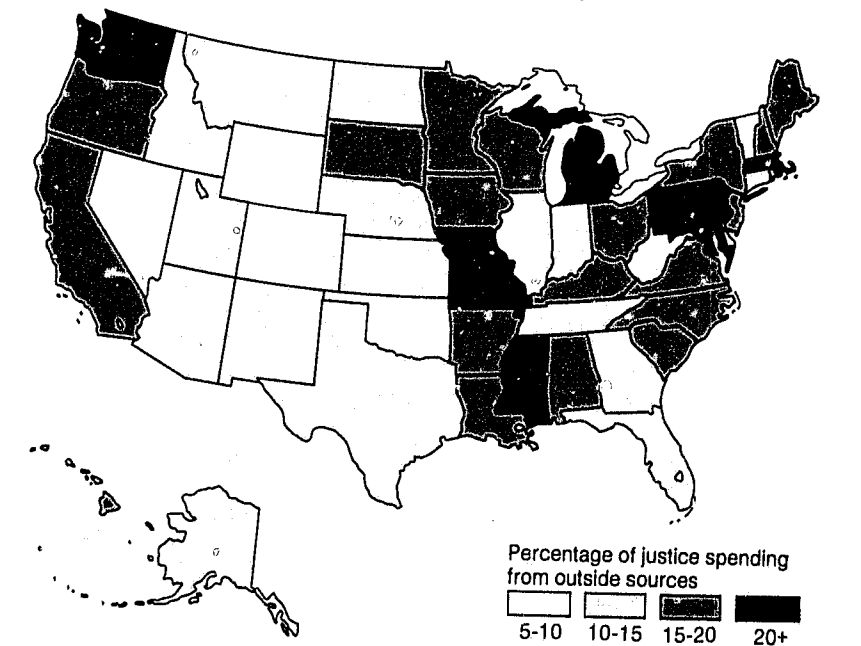 Percentage of justice spending
from outside sources
5-10 10-15 15-20 20+